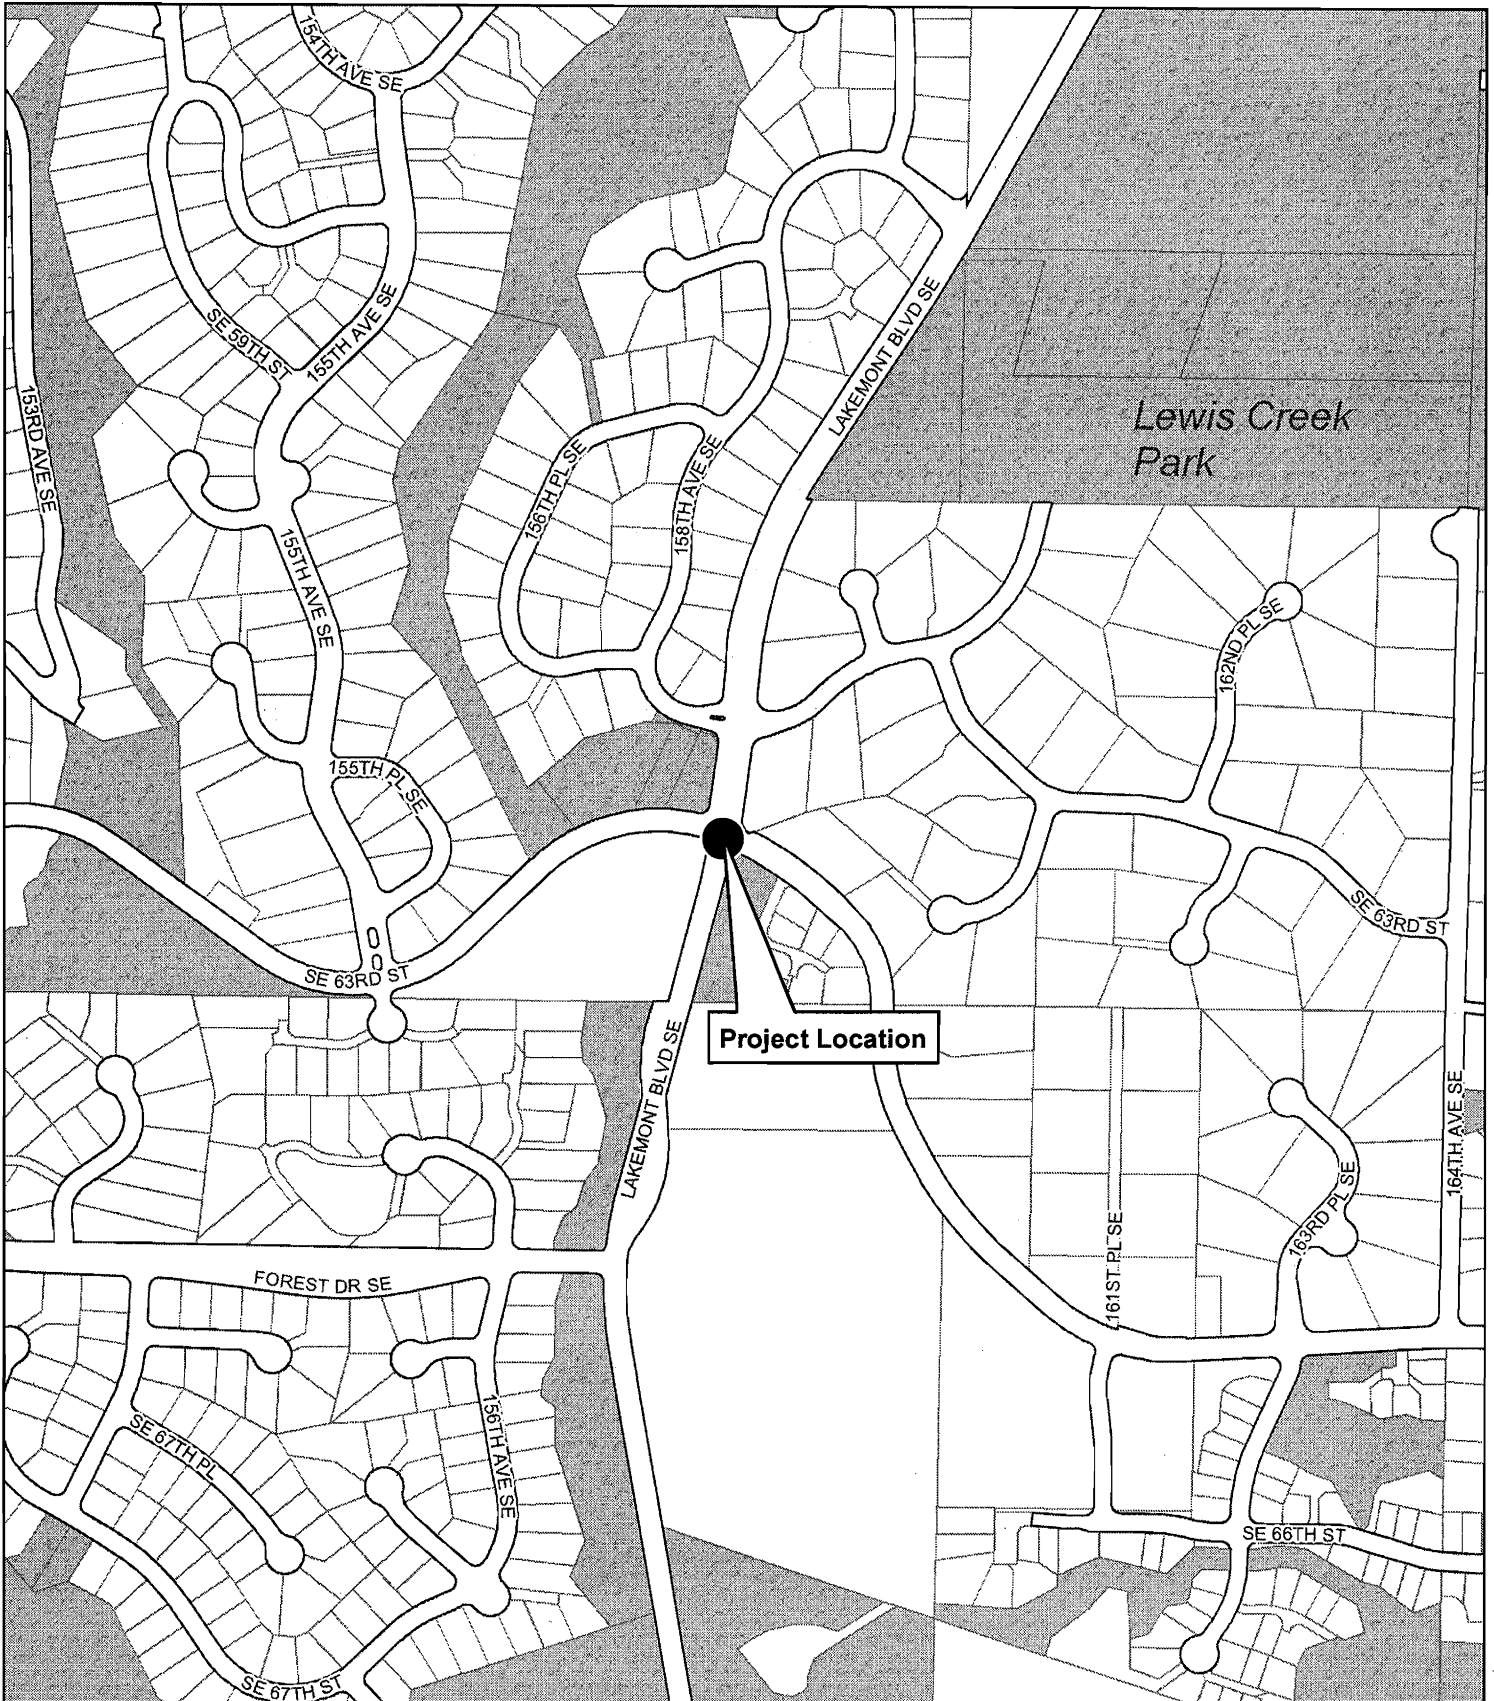 154TH AVE SE
SE 59TH ST
155TH AVE SE
LAKEMONT BLVD SE
153RD AVE SE
Lewis Creek
Park
156TH PL SE
158TH AVE SE
155TH AVE SE
162ND PL SE
155TH PL SE
SE 63RD ST
SE 63RD ST
Project Location
LAKEMONT BLVD SE
164TH AVE SE
161ST PL SE
163RD PL SE
FOREST DR SE
SE 67TH PL
156TH AVE SE
SE 66TH ST
SE 67TH ST